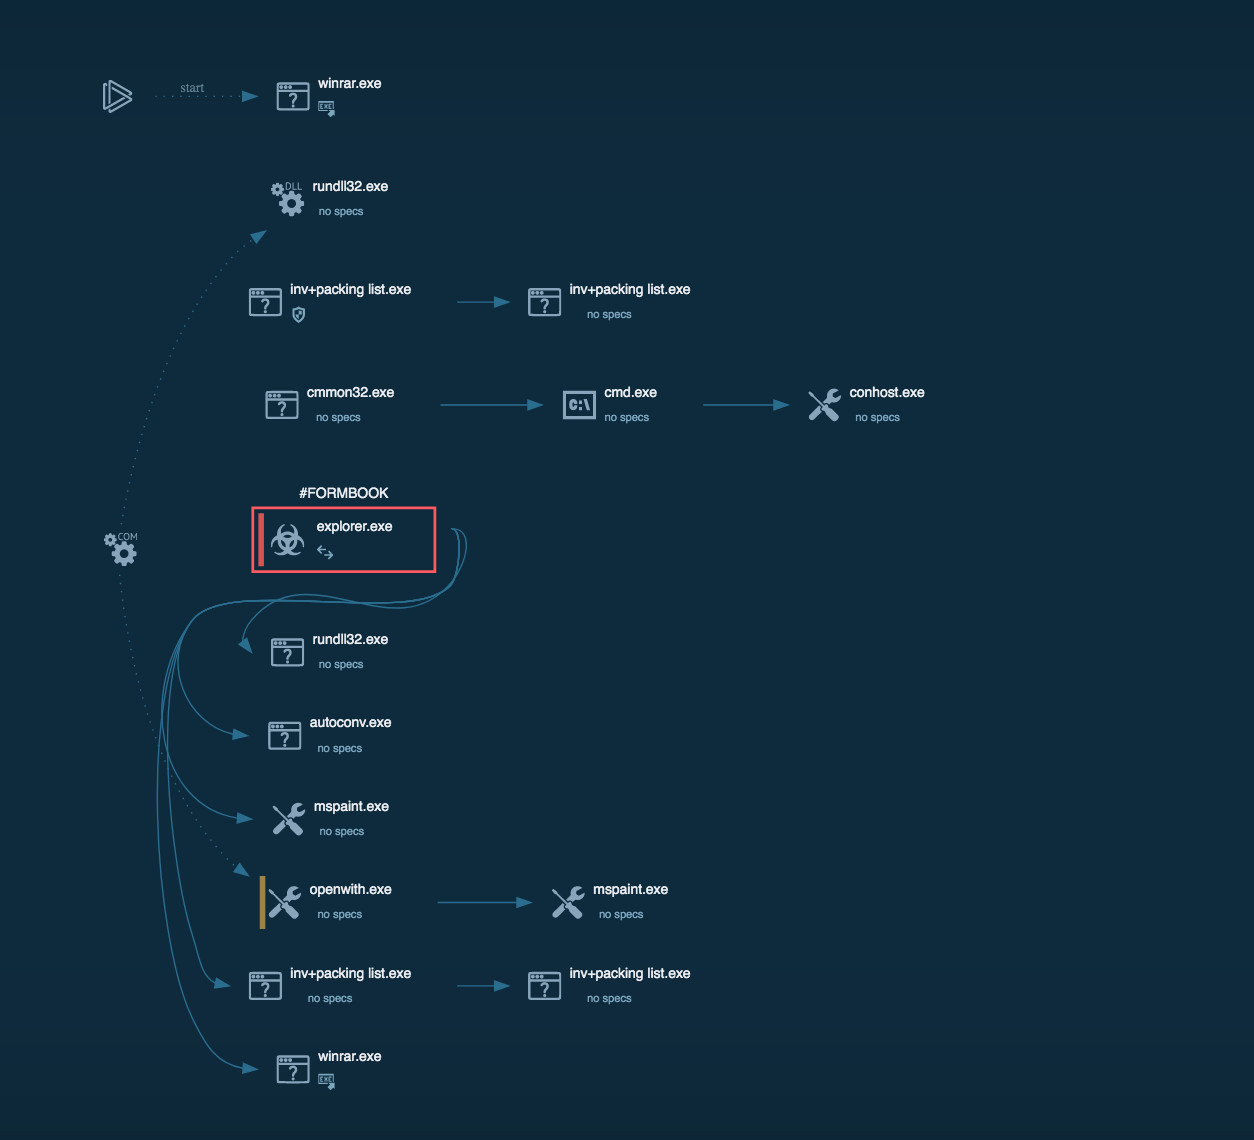 start
winrar.exe
EXE
DLL
rundll32.exe
no specs
inv+packing list.exe
inv+packing list.exe
no specs
cmmon32.exe
no specs
C:\
cmd.exe
no specs
conhost.exe
no specs
#FORMBOOK
explorer.exe
COM
rundll32.exe
no specs
autoconv.exe
no specs
mspaint.exe
no specs
openwith.exe
no specs
mspaint.exe
no specs
inv+packing list.exe
no specs
inv+packing list.exe
no specs
winrar.exe
EXE